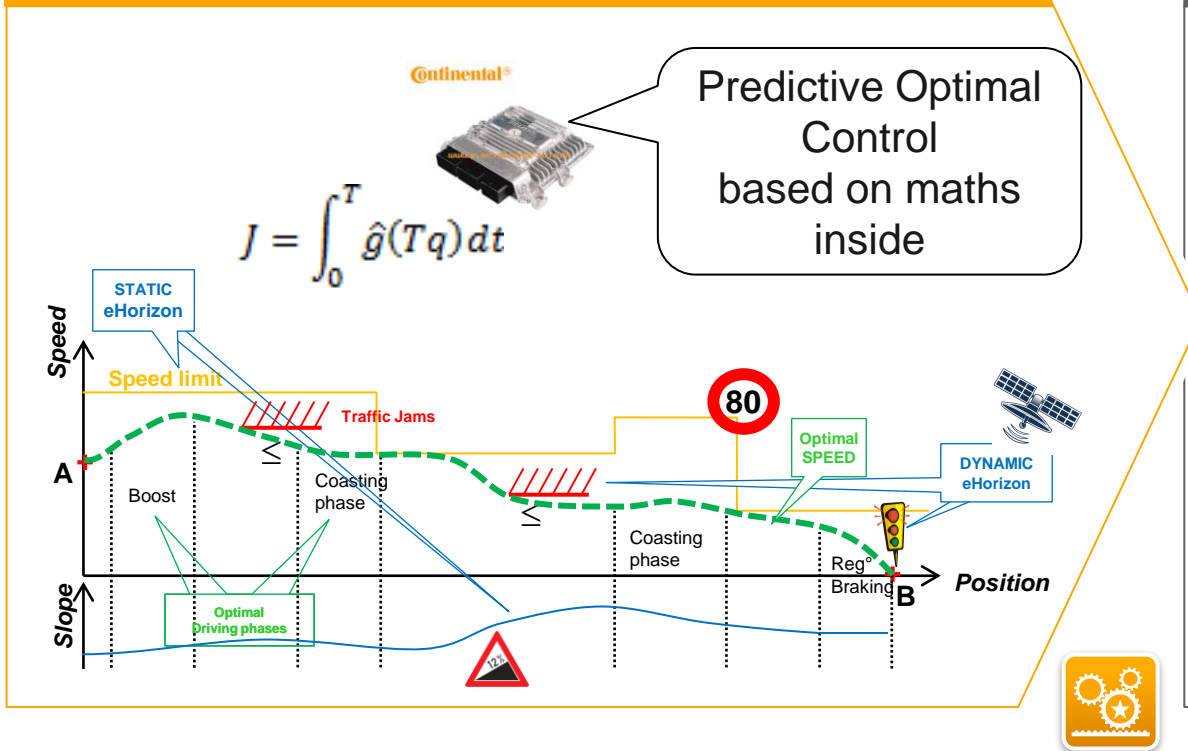 Continental®
Predictive Optimal
Control
based on maths
inside
J = ∫₀ᵀ ĝ(Tq) dt
STATIC
eHorizon
Speed
Speed limit
Traffic Jams
80
Optimal
SPEED
DYNAMIC
eHorizon
A
≤
≤
Boost
Coasting
phase
Coasting
phase
Reg°
Braking
B
Position
Slope
Optimal
Driving phases
12%